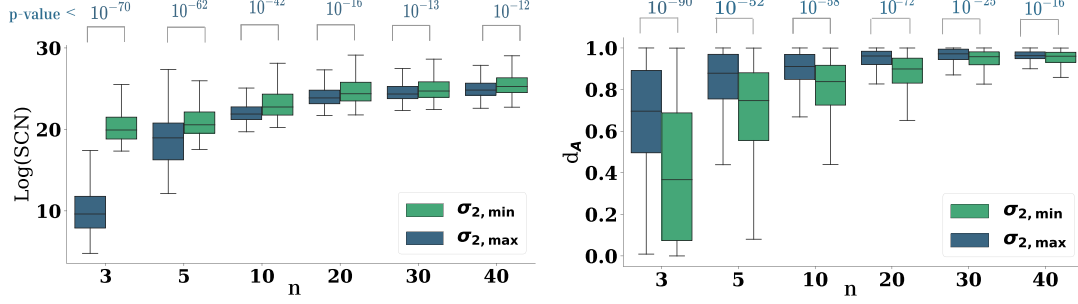 p-value < 10⁻⁷⁰ 10⁻⁶² 10⁻⁴² 10⁻¹⁶ 10⁻¹³ 10⁻¹²
Log(SCN)
30
20
10
σ₂,min
σ₂,max
3 5 10 20 30 40
n
10⁻⁹⁰ 10⁻⁵² 10⁻⁵⁸ 10⁻⁷² 10⁻²⁵ 10⁻¹⁶
d_A
1.0
0.8
0.6
0.4
0.2
0.0
σ₂,min
σ₂,max
3 5 10 20 30 40
n